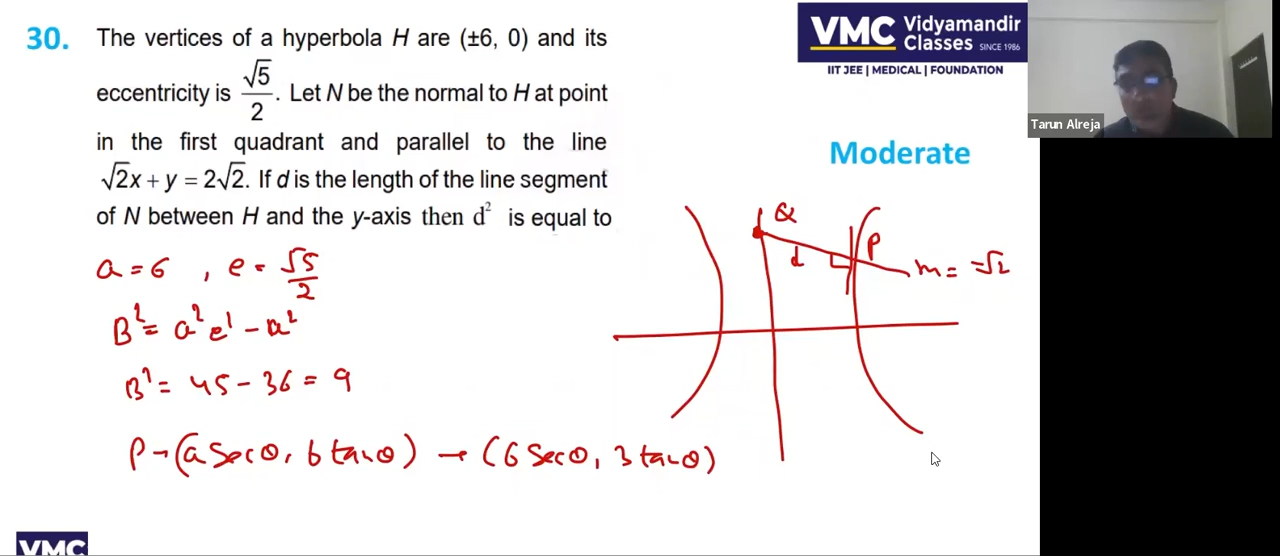 30. The vertices of a hyperbola H are (±6, 0) and its
eccentricity is √5/2. Let N be the normal to H at point
in the first quadrant and parallel to the line
√2x + y = 2√2. If d is the length of the line segment
of N between H and the y-axis then d² is equal to
VMC Vidyamandir Classes SINCE 1986
IIT JEE | MEDICAL | FOUNDATION
Tarun Alreja
Moderate
a = 6 , e = √5/2
B² = a²e² - a²
B² = 45 - 36 = 9
P → (a secθ, b tanθ) → (6 secθ, 3 tanθ)
Q
d
P
m = -√2
VMC